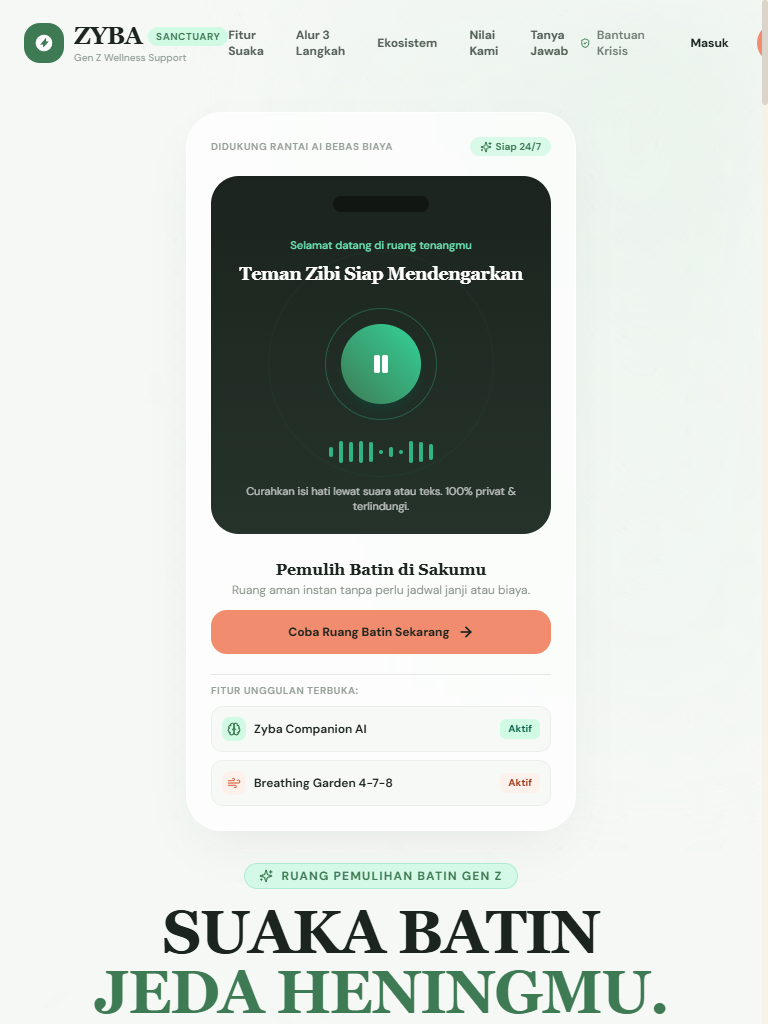 ZYBA SANCTUARY
Gen Z Wellness Support
Fitur Suaka
Alur 3 Langkah
Ekosistem
Nilai Kami
Tanya Jawab
Bantuan Krisis
Masuk
DIDUKUNG RANTAI AI BEBAS BIAYA
Siap 24/7
Selamat datang di ruang tenangmu
Teman Zibi Siap Mendengarkan
Curahkan isi hati lewat suara atau teks. 100% privat &
terlindungi.
Pemulih Batin di Sakumu
Ruang aman instan tanpa perlu jadwal janji atau biaya.
Coba Ruang Batin Sekarang
FITUR UNGGULAN TERBUKA:
Zyba Companion AI
Aktif
Breathing Garden 4-7-8
Aktif
RUANG PEMULIHAN BATIN GEN Z
SUAKA BATIN
JEDA HENINGMU.